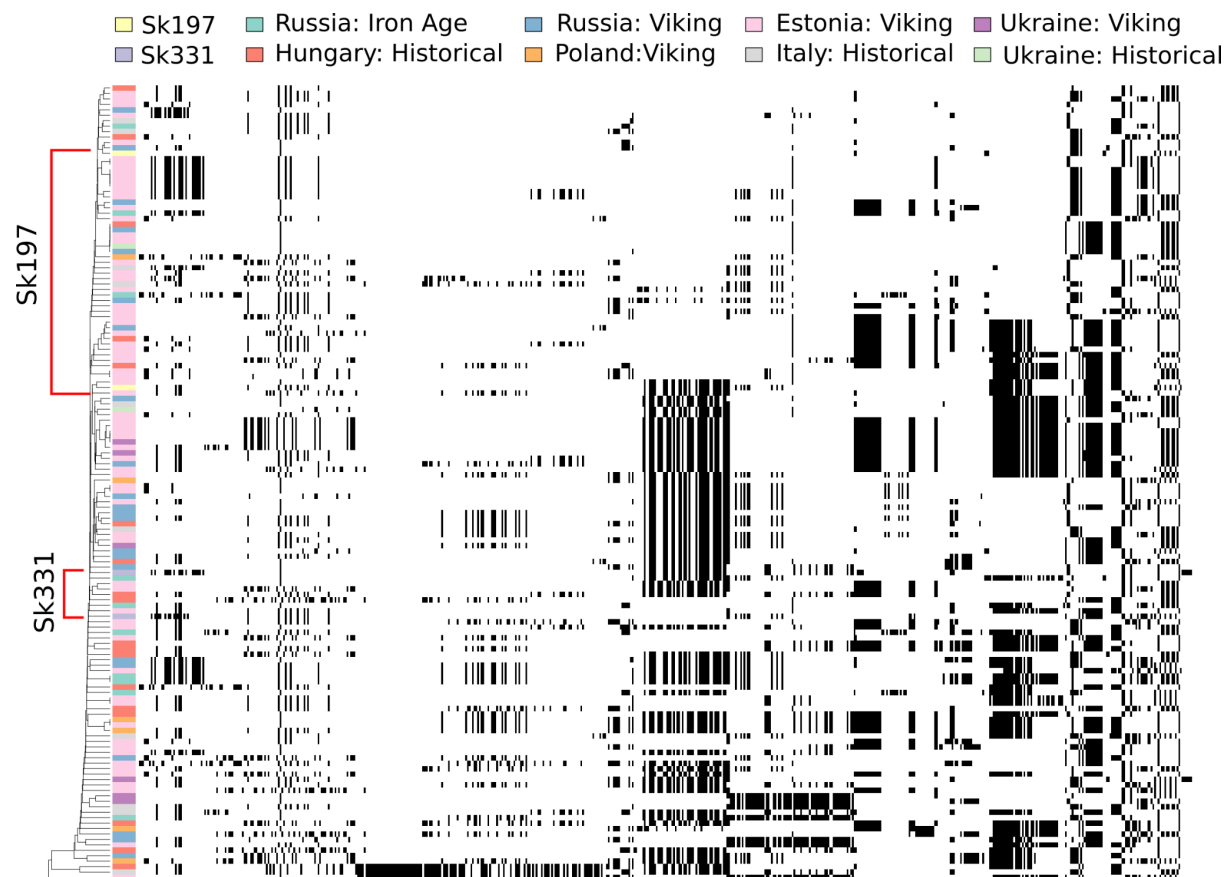 Sk197 Russia: Iron Age Russia: Viking Estonia: Viking Ukraine: Viking
Sk331 Hungary: Historical Poland:Viking Italy: Historical Ukraine: Historical
Sk197
Sk331